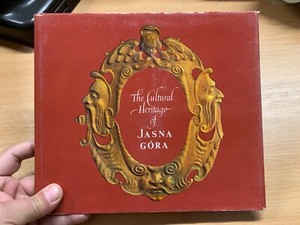 The Cultural
Heritage
of
JASNA
GÓRA